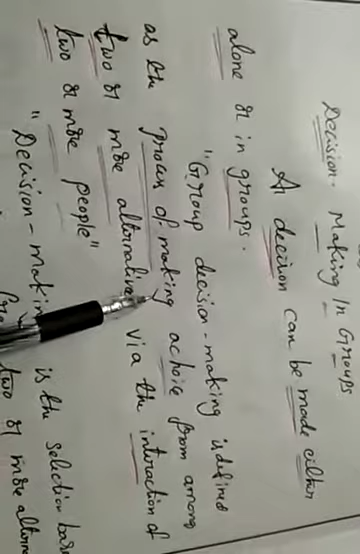 Decision-Making In Groups
A decision can be made either
alone or in groups.
"Group decision-making is defined
as the process of making a choice from among
two or more alternative via the interaction of
two or more people"
"Decision-making is the selection
two or more